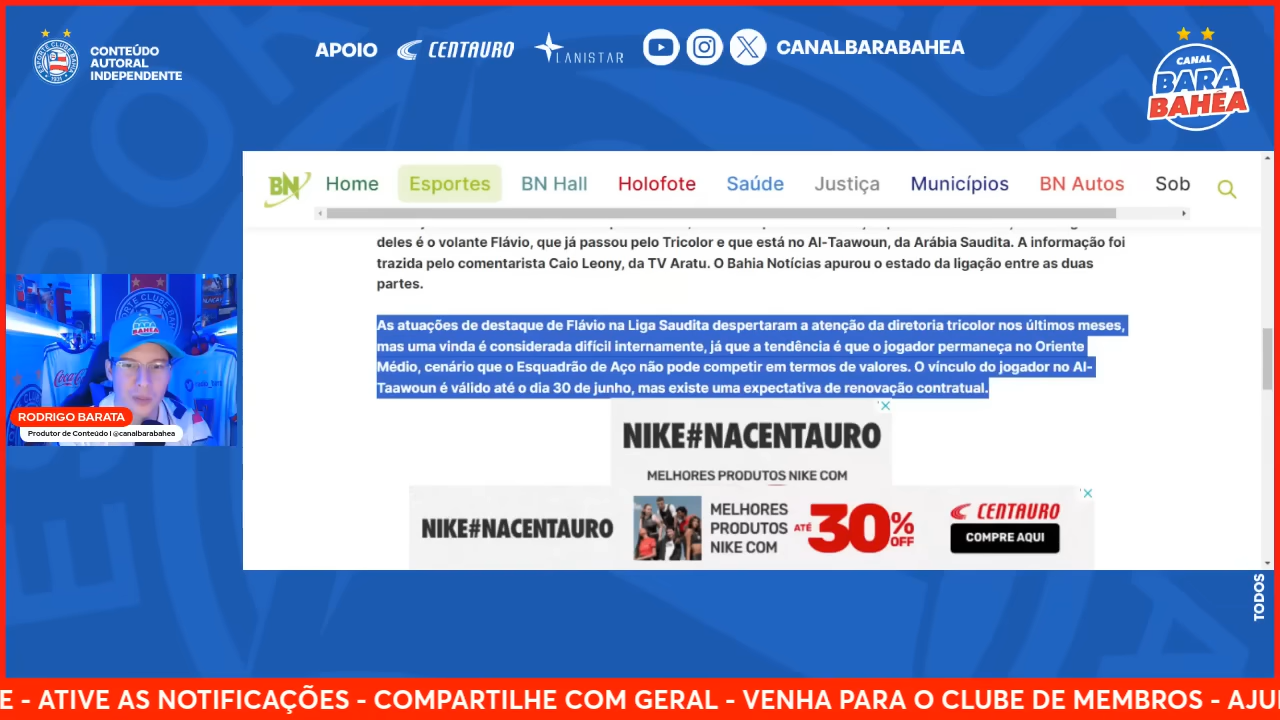 CONTEÚDO
AUTORAL
INDEPENDENTE
ESPORTE CLUBE BAHIA
1931
APOIO
CENTAURO
LANISTAR
CANALBARABAHEA
CANAL
BARA
BAHÊA
BN
Home Esportes BN Hall Holofote Saúde Justiça Municípios BN Autos Sob
deles é o volante Flávio, que já passou pelo Tricolor e que está no Al-Taawoun, da Arábia Saudita. A informação foi
trazida pelo comentarista Caio Leony, da TV Aratu. O Bahia Notícias apurou o estado da ligação entre as duas
partes.
As atuações de destaque de Flávio na Liga Saudita despertaram a atenção da diretoria tricolor nos últimos meses,
mas uma vinda é considerada difícil internamente, já que a tendência é que o jogador permaneça no Oriente
Médio, cenário que o Esquadrão de Aço não pode competir em termos de valores. O vínculo do jogador no Al-
Taawoun é válido até o dia 30 de junho, mas existe uma expectativa de renovação contratual.
NIKE#NACENTAURO
MELHORES PRODUTOS NIKE COM
NIKE#NACENTAURO
MELHORES
PRODUTOS
NIKE COM
ATÉ
30%
OFF
CENTAURO
COMPRE AQUI
Coca-Cola
RODRIGO BARATA
Produtor de Conteúdo | @canalbarabahea
TODOS
E - ATIVE AS NOTIFICAÇÕES - COMPARTILHE COM GERAL - VENHA PARA O CLUBE DE MEMBROS - AJU